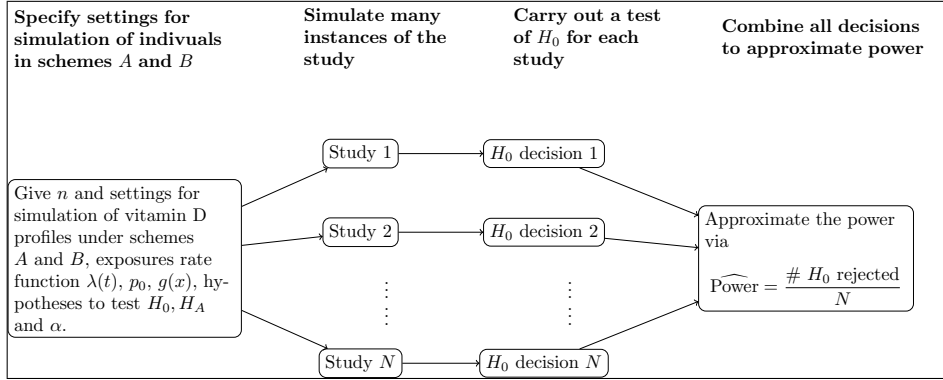 Specify settings for
simulation of indivuals
in schemes A and B
Simulate many
instances of the
study
Carry out a test
of H₀ for each
study
Combine all decisions
to approximate power
Give n and settings for
simulation of vitamin D
profiles under schemes
A and B, exposures rate
function λ(t), p₀, g(x), hy-
potheses to test H₀, H_A
and α.
Study 1
H₀ decision 1
Study 2
H₀ decision 2
Study N
H₀ decision N
Approximate the power
via
\widehat{Power} = \frac{# H₀ rejected}{N}